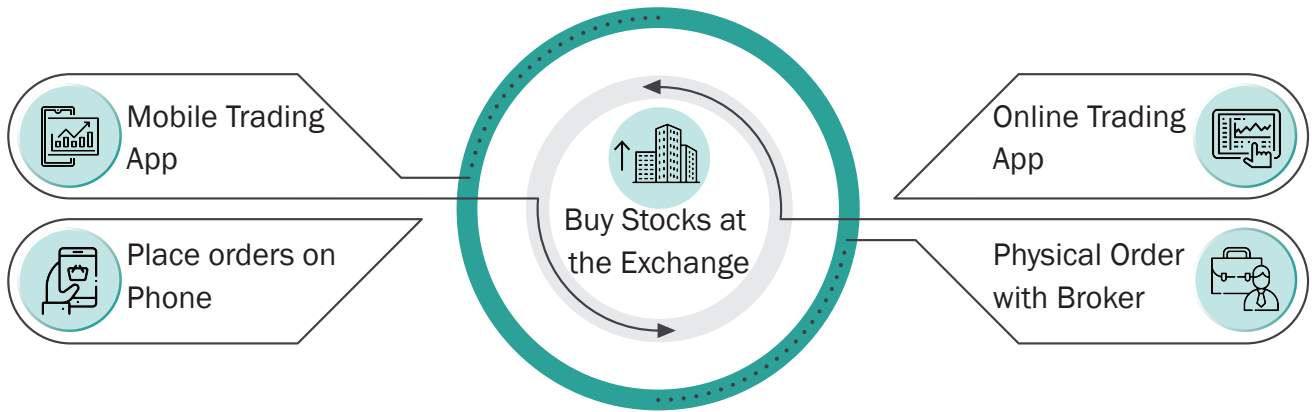 Mobile Trading
App
Place orders on
Phone
Buy Stocks at
the Exchange
Online Trading
App
Physical Order
with Broker